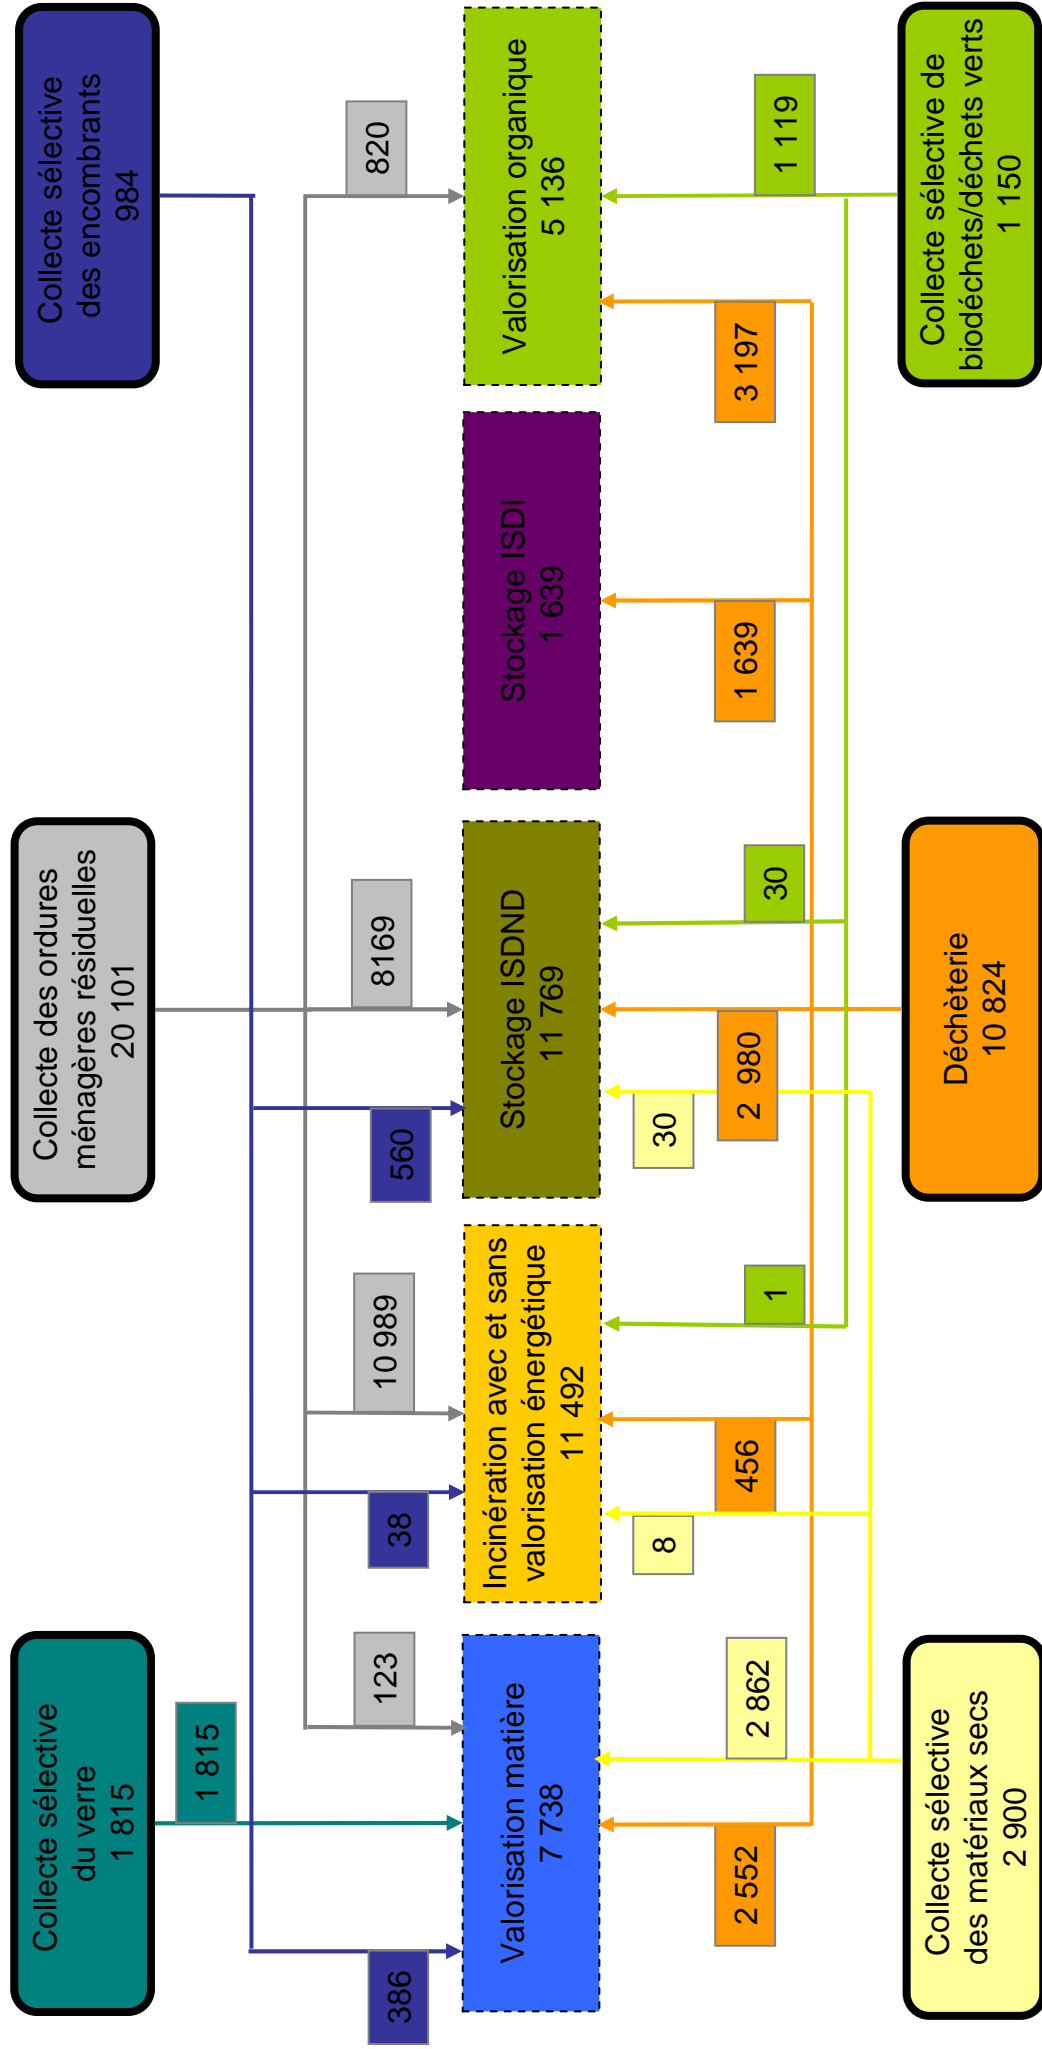 Collecte sélective
du verre
1 815
Collecte des ordures
ménagères résiduelles
20 101
Collecte sélective
des encombrants
984
1 815
386
123
38
10 989
560
8169
820
Valorisation matière
7 738
Incinération avec et sans
valorisation énergétique
11 492
Stockage ISDND
11 769
Stockage ISDI
1 639
Valorisation organique
5 136
2 552
2 862
8
456
1
30
2 980
30
1 639
3 197
1 119
Collecte sélective
des matériaux secs
2 900
Déchèterie
10 824
Collecte sélective de
biodéchets/déchets verts
1 150